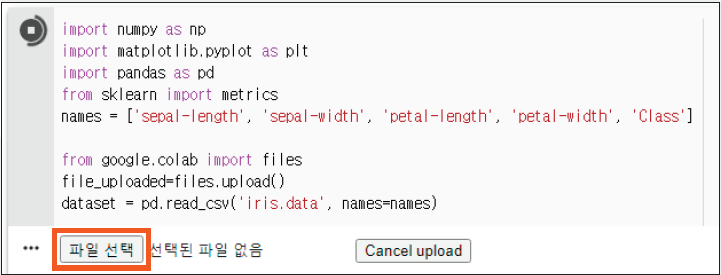 import numpy as np
import matplotlib.pyplot as plt
import pandas as pd
from sklearn import metrics
names = ['sepal-length', 'sepal-width', 'petal-length', 'petal-width', 'Class']
from google.colab import files
file_uploaded=files.upload()
dataset = pd.read_csv('iris.data', names=names)
••• 파일 선택 선택된 파일 없음 Cancel upload